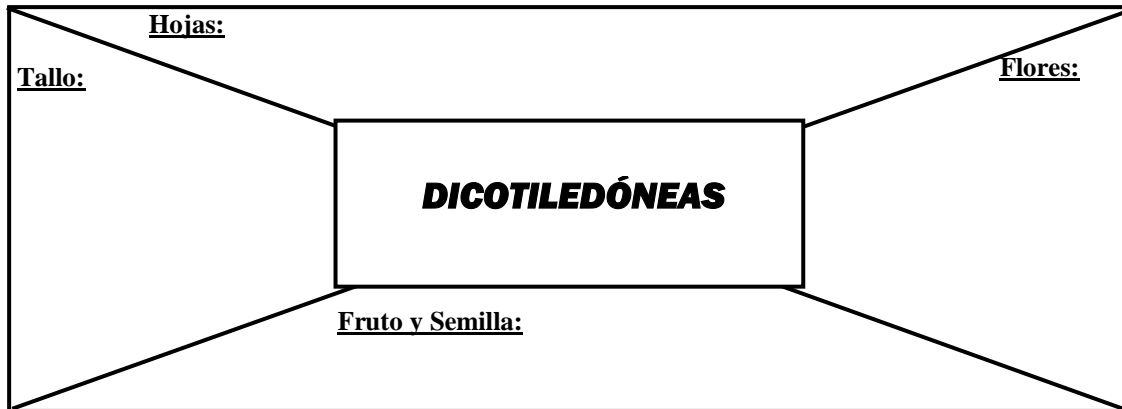 Hojas:
Tallo:
Flores:
DICOTILEDÓNEAS
Fruto y Semilla: